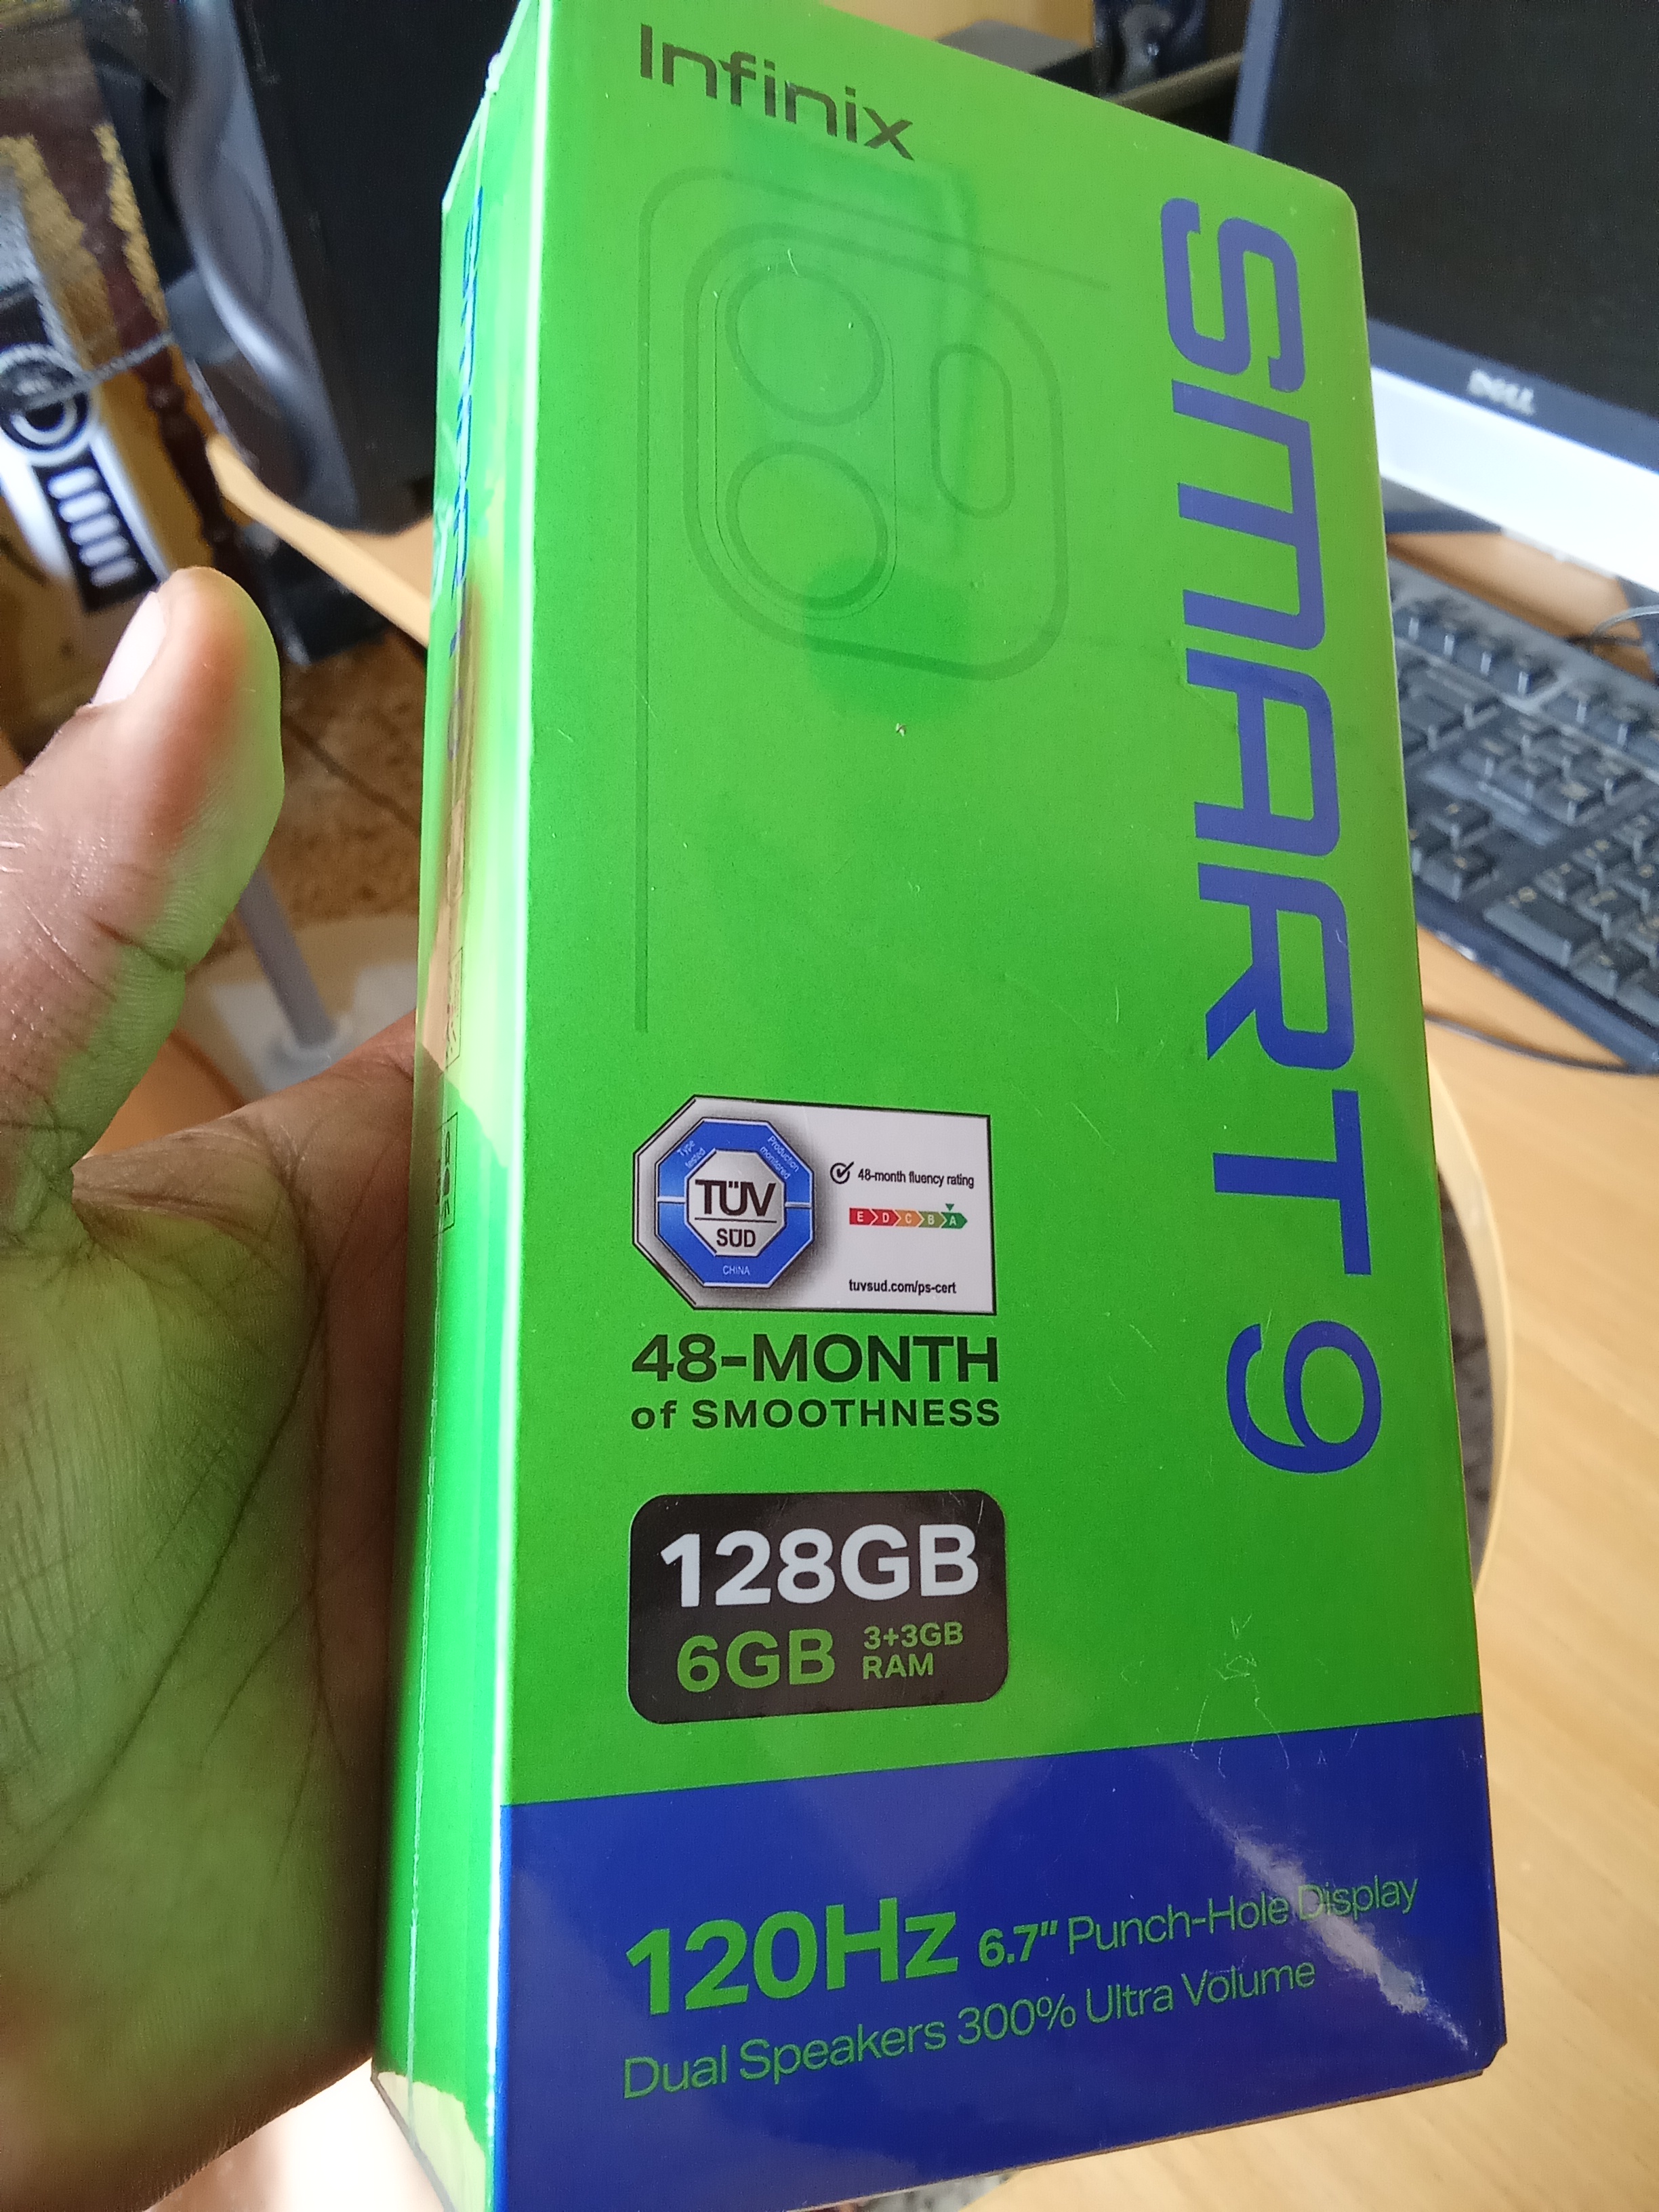 Infinix
SMART 9
DELL
Type tested
Production monitored
TÜV
SÜD
CHINA
48-month fluency rating
E D C B A
tuvsud.com/ps-cert
48-MONTH
of SMOOTHNESS
128GB
6GB 3+3GB
RAM
120Hz 6.7" Punch-Hole Display
Dual Speakers 300% Ultra Volume